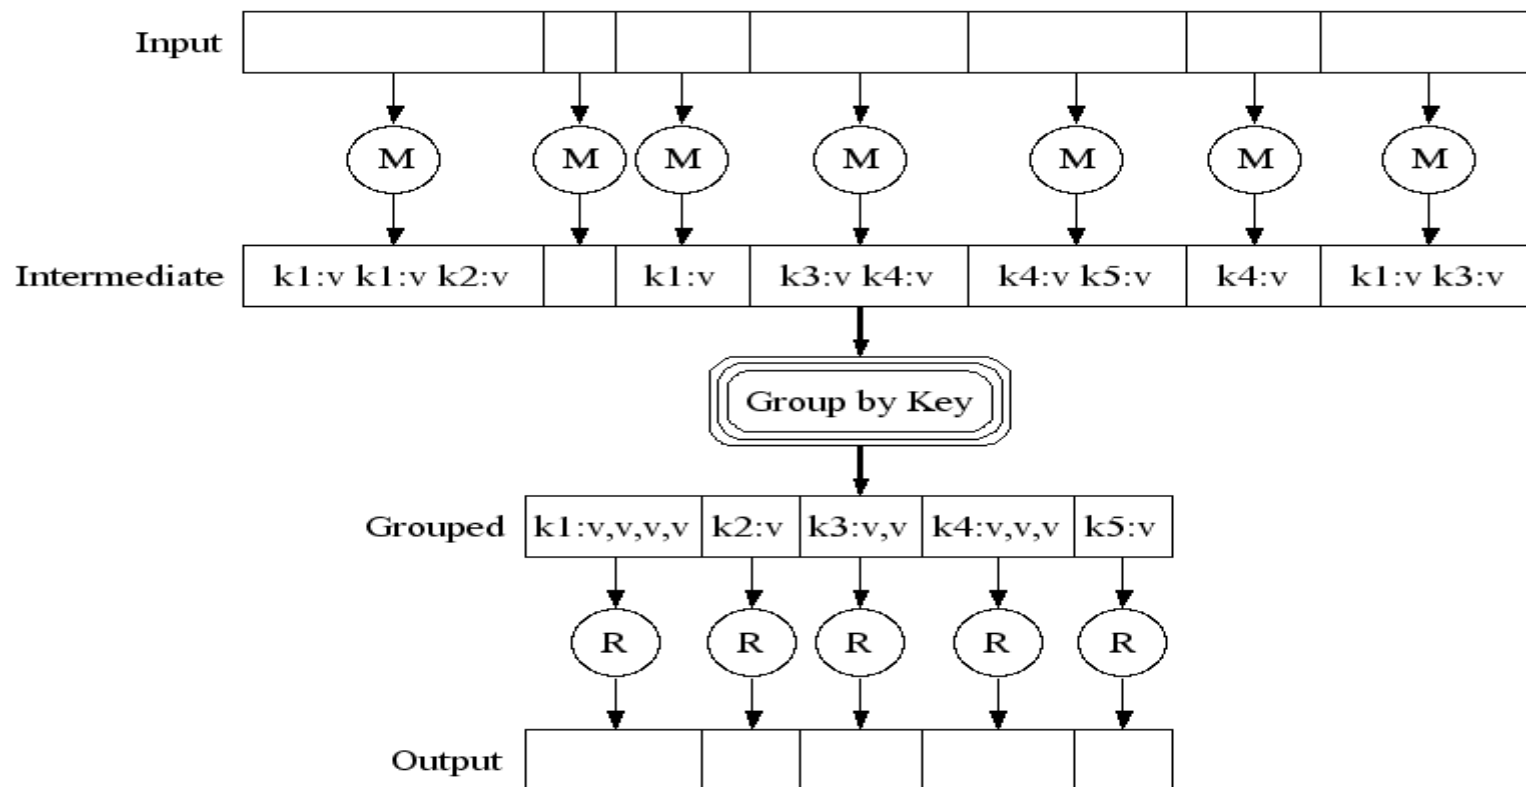 Input
M M M M M M M
Intermediate k1:v k1:v k2:v k1:v k3:v k4:v k4:v k5:v k4:v k1:v k3:v
Group by Key
Grouped k1:v,v,v,v k2:v k3:v,v k4:v,v,v k5:v
R R R R R
Output